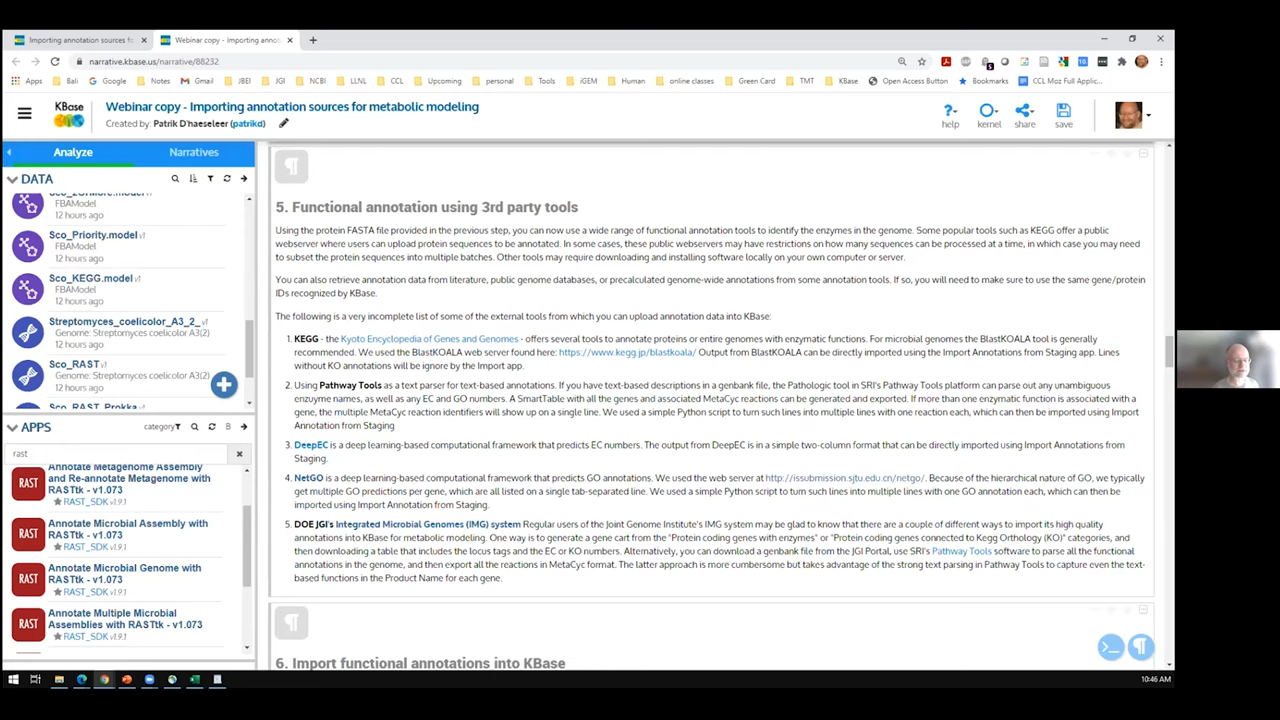 Importing annotation sources fo
Webinar copy - Importing annota
narrative.kbase.us/narrative/88232
Apps Bali Google Notes Gmail JBEI JGI NCBI LLNL CCL Upcoming personal Tools iGEM Human online classes Green Card TMT KBase Open Access Button Bookmarks CCL Moz Full Applic...
KBase
Webinar copy - Importing annotation sources for metabolic modeling
Created by: Patrik D'haeseleer (patrikd)
help kernel share save
Analyze Narratives
DATA
FBAModel
12 hours ago
Sco_Priority.model v1
FBAModel
12 hours ago
Sco_KEGG.model v1
FBAModel
12 hours ago
Streptomyces_coelicolor_A3_2_ v1
Genome: Streptomyces coelicolor A3(2)
12 hours ago
Sco_RAST v1
Genome: Streptomyces coelicolor A3(2)
12 hours ago
Sco_RAST_Prokka
APPS category B
rast
RAST
Annotate Metagenome Assembly
and Re-annotate Metagenome with
RASTtk - v1.073
RAST_SDK v1.9.1
RAST
Annotate Microbial Assembly with
RASTtk - v1.073
RAST_SDK v1.9.1
RAST
Annotate Microbial Genome with
RASTtk - v1.073
RAST_SDK v1.9.1
RAST
Annotate Multiple Microbial
Assemblies with RASTtk - v1.073
RAST_SDK v1.9.1
5. Functional annotation using 3rd party tools
Using the protein FASTA file provided in the previous step, you can now use a wide range of functional annotation tools to identify the enzymes in the genome. Some popular tools such as KEGG offer a public
webserver where users can upload protein sequences to be annotated. In some cases, these public webservers may have restrictions on how many sequences can be processed at a time, in which case you may need
to subset the protein sequences into multiple batches. Other tools may require downloading and installing software locally on your own computer or server.
You can also retrieve annotation data from literature, public genome databases, or precalculated genome-wide annotations from some annotation tools. If so, you will need to make sure to use the same gene/protein
IDs recognized by KBase.
The following is a very incomplete list of some of the external tools from which you can upload annotation data into KBase:
1. KEGG - the Kyoto Encyclopedia of Genes and Genomes - offers several tools to annotate proteins or entire genomes with enzymatic functions. For microbial genomes the BlastKOALA tool is generally
recommended. We used the BlastKOALA web server found here: https://www.kegg.jp/blastkoala/ Output from BlastKOALA can be directly imported using the Import Annotations from Staging app. Lines
without KO annotations will be ignore by the Import app.
2. Using Pathway Tools as a text parser for text-based annotations. If you have text-based descriptions in a genbank file, the Pathologic tool in SRI's Pathway Tools platform can parse out any unambiguous
enzyme names, as well as any EC and GO numbers. A SmartTable with all the genes and associated MetaCyc reactions can be generated and exported. If more than one enzymatic function is associated with a
gene, the multiple MetaCyc reaction identifiers will show up on a single line. We used a simple Python script to turn such lines into multiple lines with one reaction each, which can then be imported using Import
Annotation from Staging
3. DeepEC is a deep learning-based computational framework that predicts EC numbers. The output from DeepEC is in a simple two-column format that can be directly imported using Import Annotations from
Staging.
4. NetGO is a deep learning-based computational framework that predicts GO annotations. We used the web server at http://issubmission.sjtu.edu.cn/netgo/. Because of the hierarchical nature of GO, we typically
get multiple GO predictions per gene, which are all listed on a single tab-separated line. We used a simple Python script to turn such lines into multiple lines with one GO annotation each, which can then be
imported using Import Annotation from Staging.
5. DOE JGI's Integrated Microbial Genomes (IMG) system Regular users of the Joint Genome Institute's IMG system may be glad to know that there are a couple of different ways to import its high quality
annotations into KBase for metabolic modeling. One way is to generate a gene cart from the "Protein coding genes with enzymes" or "Protein coding genes connected to Kegg Orthology (KO)" categories, and
then downloading a table that includes the locus tags and the EC or KO numbers. Alternatively, you can download a genbank file from the JGI Portal, use SRI's Pathway Tools software to parse all the functional
annotations in the genome, and then export all the reactions in MetaCyc format. The latter approach is more cumbersome but takes advantage of the strong text parsing in Pathway Tools to capture even the text-
based functions in the Product Name for each gene.
6. Import functional annotations into KBase
10:46 AM